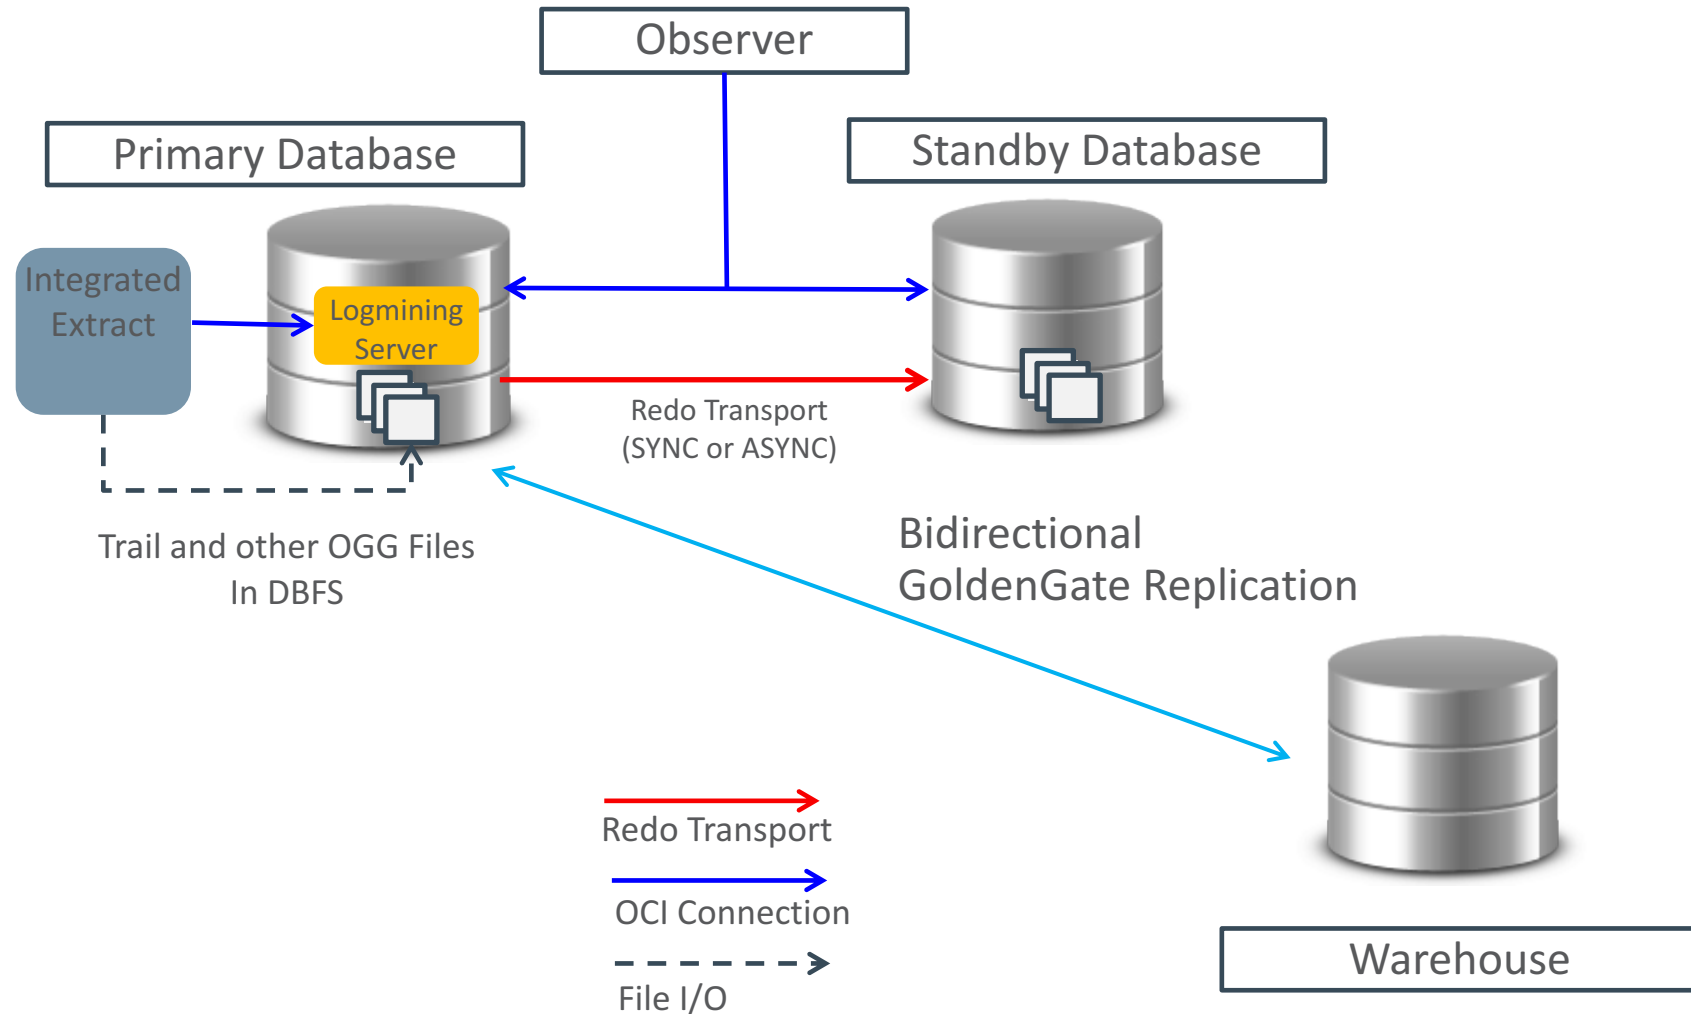 Observer
Primary Database
Standby Database
Integrated
Extract
Logmining
Server
Redo Transport
(SYNC or ASYNC)
Trail and other OGG Files
In DBFS
Bidirectional
GoldenGate Replication
Redo Transport
OCI Connection
File I/O
Warehouse